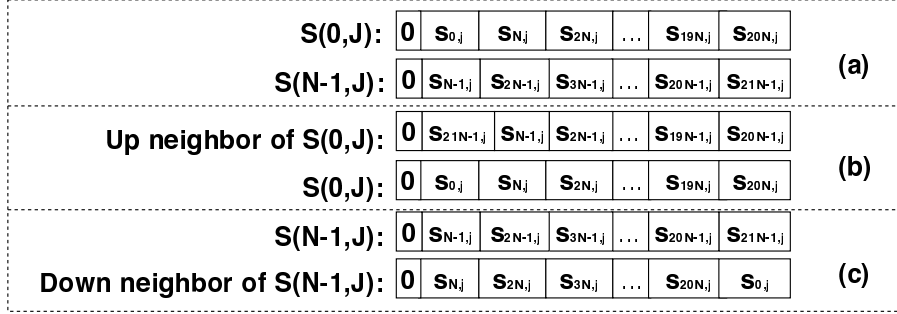 S(0,J): 0 s0,j sN,j s2N,j ... s19N,j s20N,j
(a)
S(N-1,J): 0 sN-1,j s2N-1,j s3N-1,j ... s20N-1,j s21N-1,j
Up neighbor of S(0,J): 0 s21N-1,j sN-1,j s2N-1,j ... s19N-1,j s20N-1,j
(b)
S(0,J): 0 s0,j sN,j s2N,j ... s19N,j s20N,j
S(N-1,J): 0 sN-1,j s2N-1,j s3N-1,j ... s20N-1,j s21N-1,j
(c)
Down neighbor of S(N-1,J): 0 sN,j s2N,j s3N,j ... s20N,j s0,j